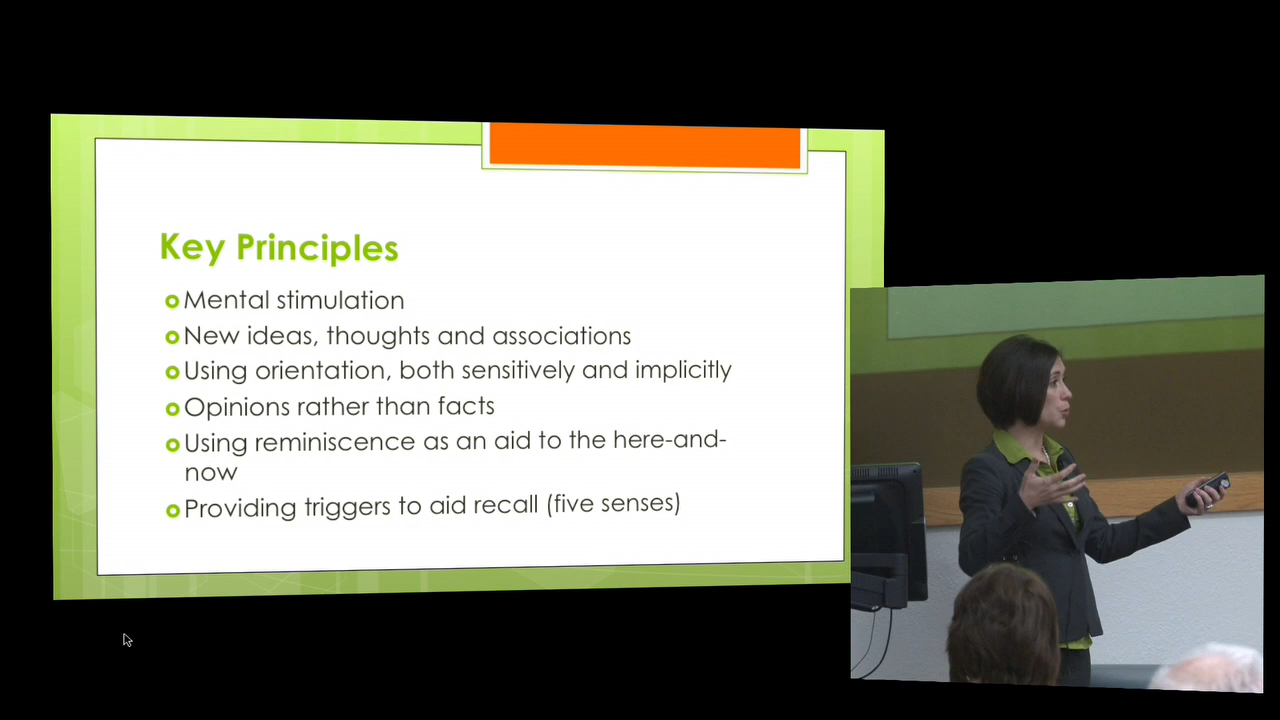 Key Principles
Mental stimulation
New ideas, thoughts and associations
Using orientation, both sensitively and implicitly
Opinions rather than facts
Using reminiscence as an aid to the here-and-
now
Providing triggers to aid recall (five senses)